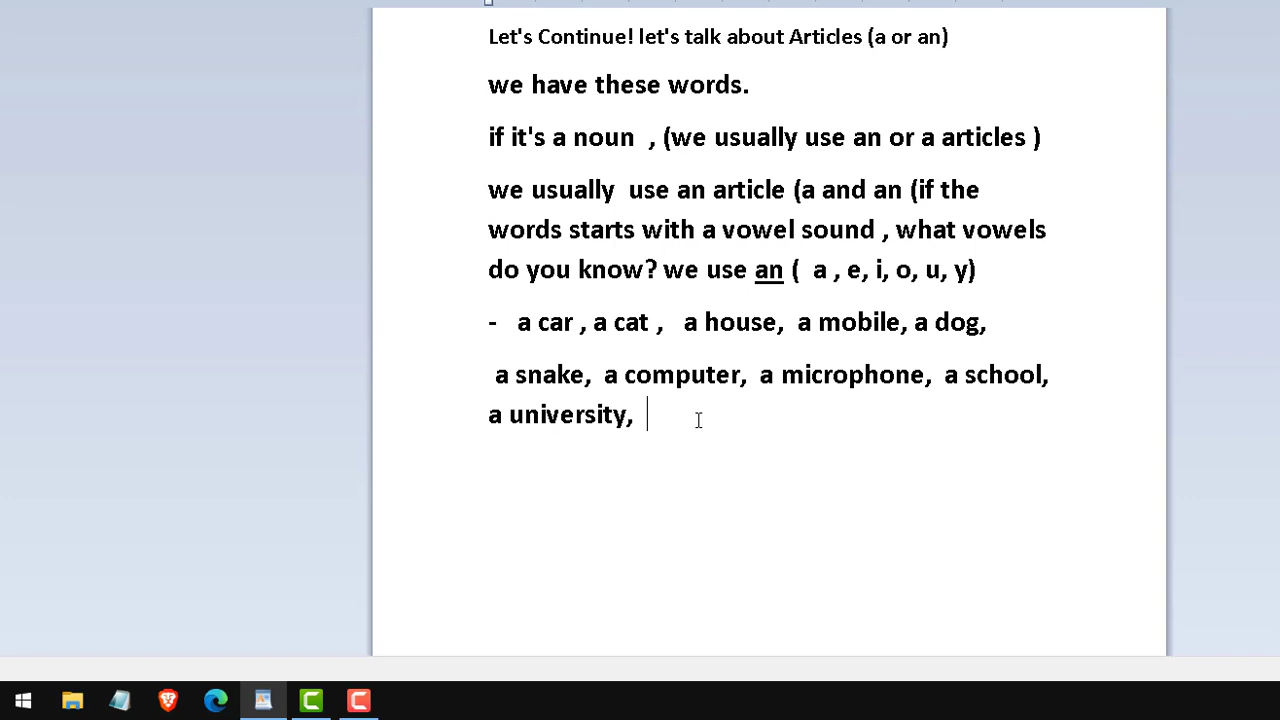 Let's Continue! let's talk about Articles (a or an)
we have these words.
if it's a noun  , (we usually use an or a articles )
we usually  use an article (a and an (if the
words starts with a vowel sound , what vowels
do you know? we use an (  a , e, i, o, u, y)
-   a car , a cat ,   a house,  a mobile, a dog,
a snake,  a computer,  a microphone,  a school,
a university,